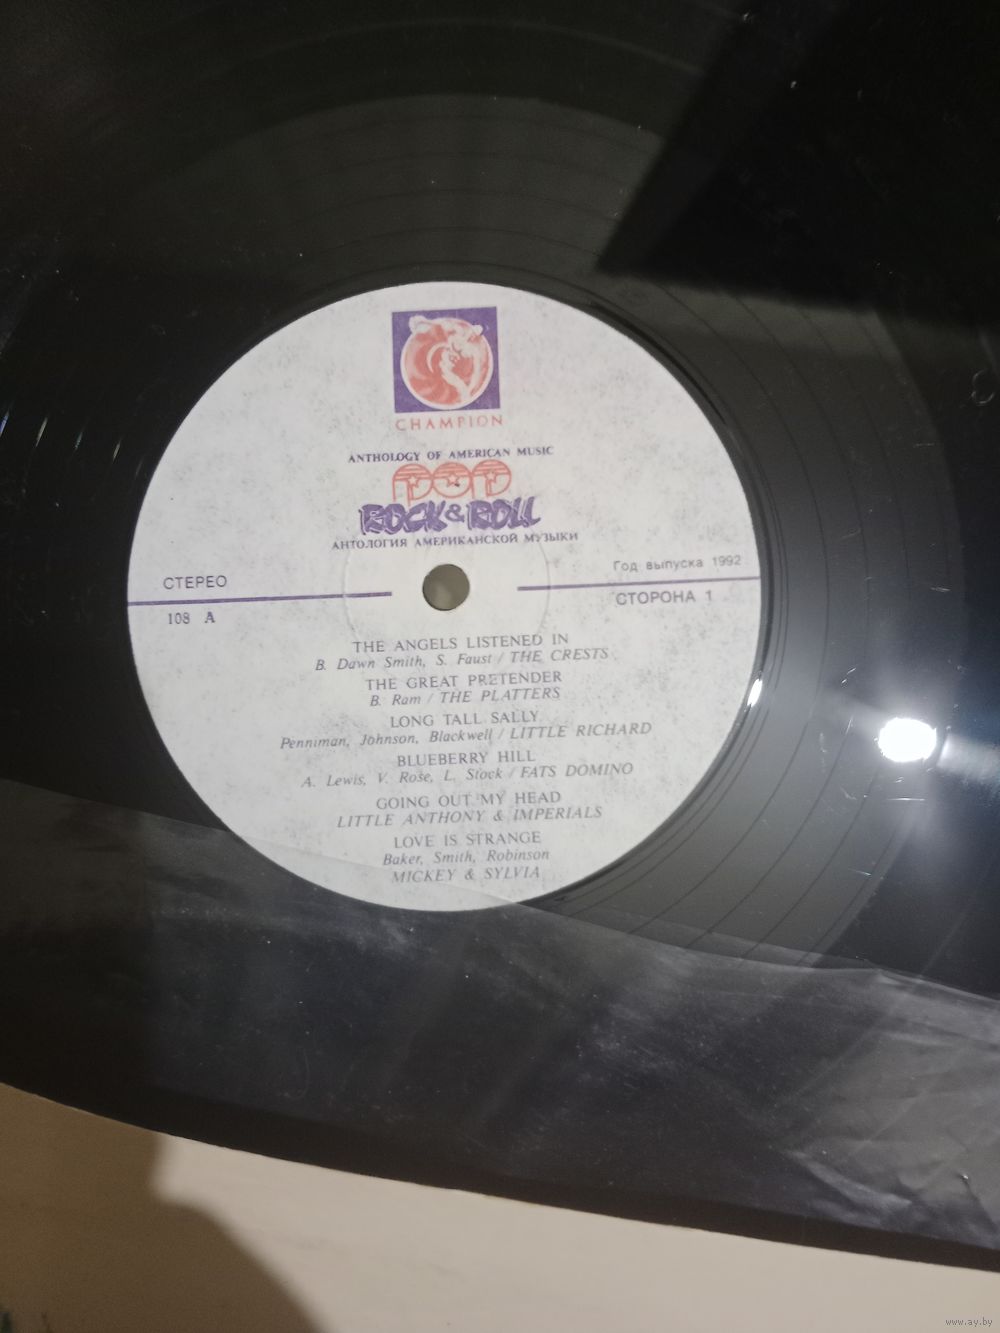 CHAMPION
ANTHOLOGY OF AMERICAN MUSIC
POP
ROCK & ROLL
АНТОЛОГИЯ АМЕРИКАНСКОЙ МУЗЫКИ
СТЕРЕО
Год выпуска 1992
108 A
СТОРОНА 1
THE ANGELS LISTENED IN
B. Dawn Smith, S. Faust / THE CRESTS
THE GREAT PRETENDER
B. Ram / THE PLATTERS
LONG TALL SALLY
Penniman, Johnson, Blackwell / LITTLE RICHARD
BLUEBERRY HILL
A. Lewis, V. Rose, L. Stock / FATS DOMINO
GOING OUT MY HEAD
LITTLE ANTHONY & IMPERIALS
LOVE IS STRANGE
Baker, Smith, Robinson
MICKEY & SYLVIA
www.ay.by